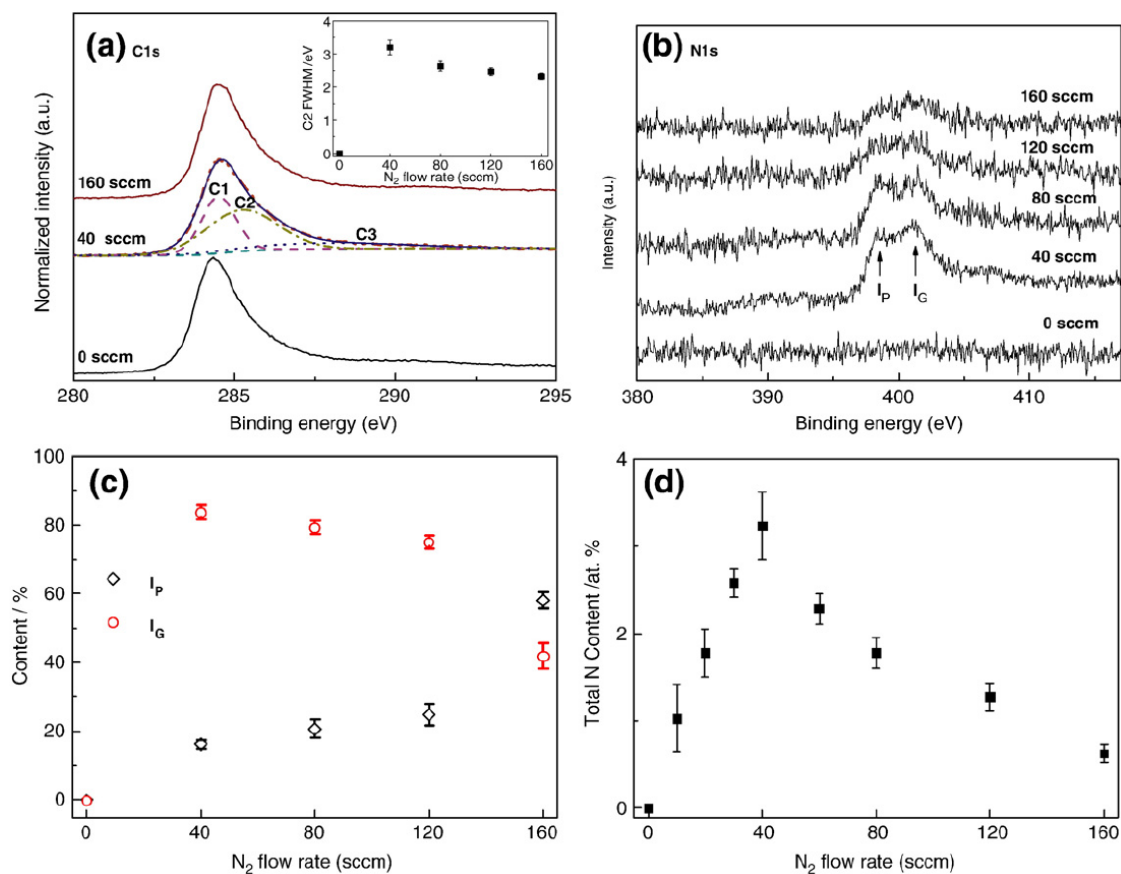 (a) C1s
Normalized intensity (a.u.)
160 sccm
40 sccm
0 sccm
C1
C2
C3
280 285 290 295
Binding energy (eV)
C2 FWHM /eV
4
3
2
1
0
0 40 80 120 160
N2 flow rate (sccm)
(b) N1s
Intensity (a.u.)
160 sccm
120 sccm
80 sccm
40 sccm
IP IG
0 sccm
380 390 400 410
Binding energy (eV)
(c)
Content / %
100
80
60
40
20
0
IP
IG
0 40 80 120 160
N2 flow rate (sccm)
(d)
Total N Content /at. %
4
2
0
0 40 80 120 160
N2 flow rate (sccm)